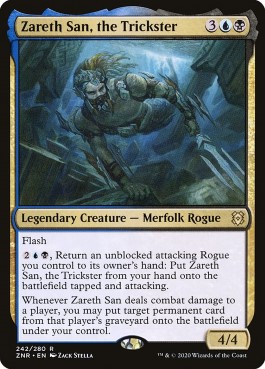 Zareth San, the Trickster 3
Legendary Creature — Merfolk Rogue
Flash
2, Return an unblocked attacking Rogue
you control to its owner's hand: Put Zareth
San, the Trickster from your hand onto the
battlefield tapped and attacking.
Whenever Zareth San deals combat damage to
a player, you may put target permanent
card from that player's graveyard onto the
battlefield under your control.
4/4
242/280 R
ZNR • EN ZACK STELLA
™ & © 2020 Wizards of the Coast